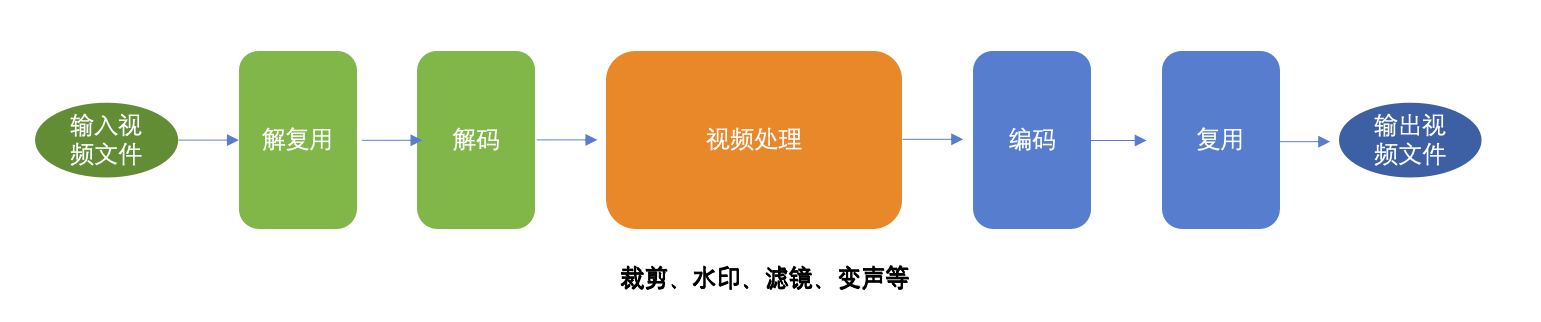 输入视
频文件
解复用
解码
视频处理
编码
复用
输出视
频文件
裁剪、水印、滤镜、变声等